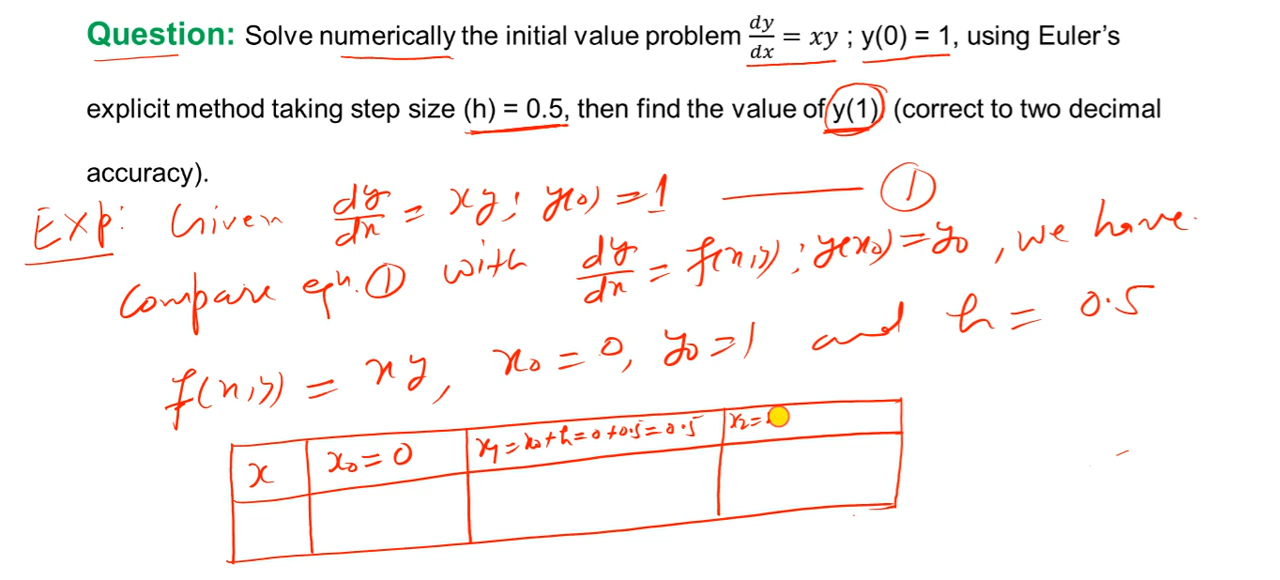 Question: Solve numerically the initial value problem dy/dx = xy ; y(0) = 1, using Euler's
explicit method taking step size (h) = 0.5, then find the value of y(1) (correct to two decimal
accuracy).
Exp: Given dy/dx = xy; y(0) = 1 ——— ①
Compare eqn. ① with dy/dx = f(x,y); y(x0) = y0, we have
f(x,y) = xy, x0 = 0, y0 = 1 and h = 0.5
x x0 = 0 x1 = x0+h = 0+0.5 = 0.5 x2 =